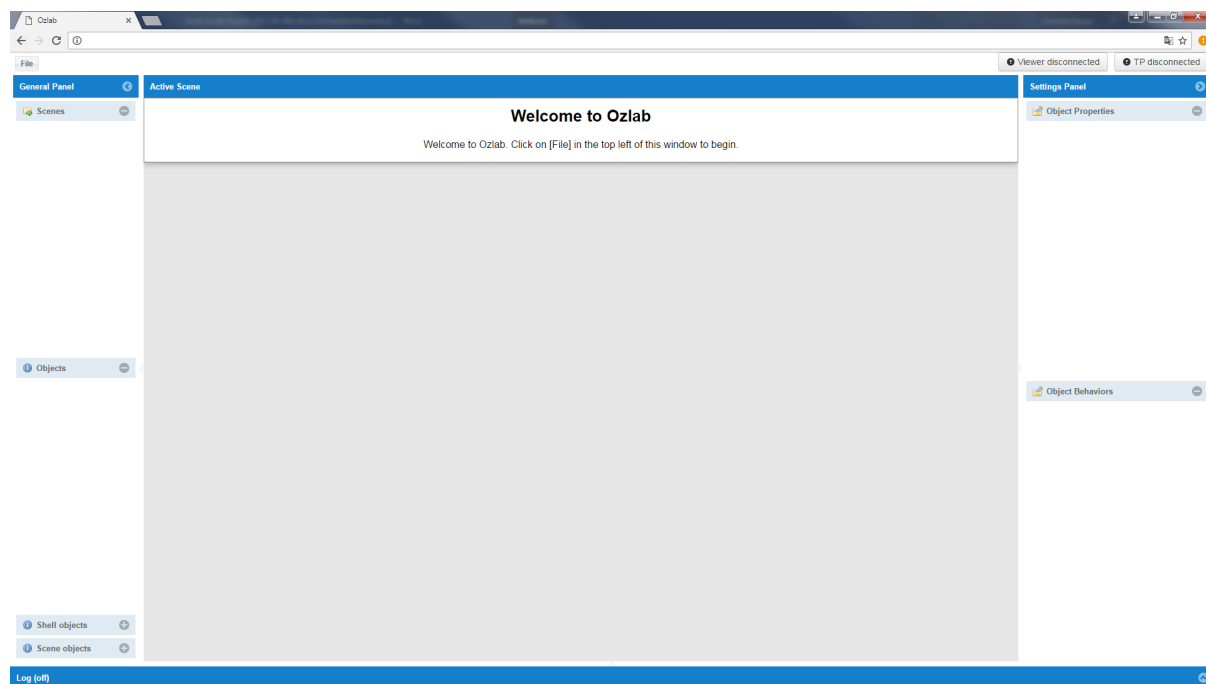 Ozlab
File
Viewer disconnected
TP disconnected
General Panel
Active Scene
Settings Panel
Scenes
Welcome to Ozlab
Object Properties
Welcome to Ozlab. Click on [File] in the top left of this window to begin.
Objects
Object Behaviors
Shell objects
Scene objects
Log (off)